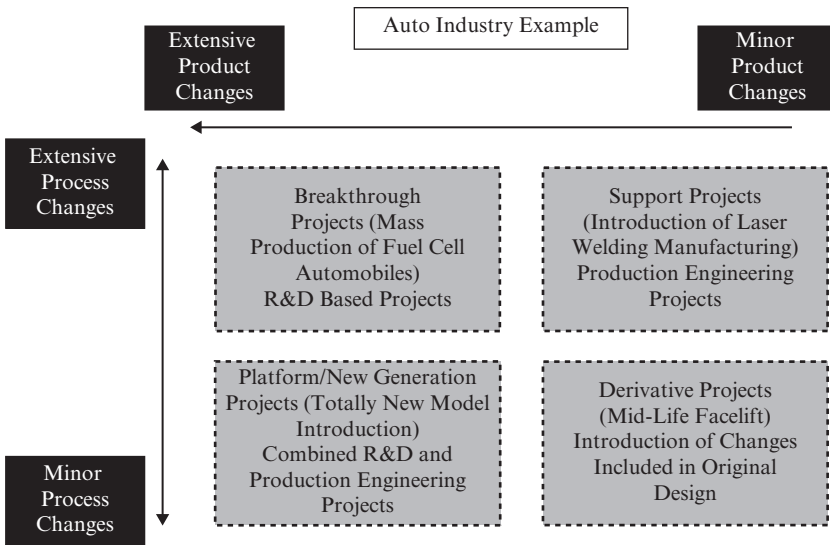 Auto Industry Example
Extensive
Product
Changes
Minor
Product
Changes
Extensive
Process
Changes
Breakthrough
Projects (Mass
Production of Fuel Cell
Automobiles)
R&D Based Projects
Support Projects
(Introduction of Laser
Welding Manufacturing)
Production Engineering
Projects
Platform/New Generation
Projects (Totally New Model
Introduction)
Combined R&D and
Production Engineering
Projects
Derivative Projects
(Mid-Life Facelift)
Introduction of Changes
Included in Original
Design
Minor
Process
Changes